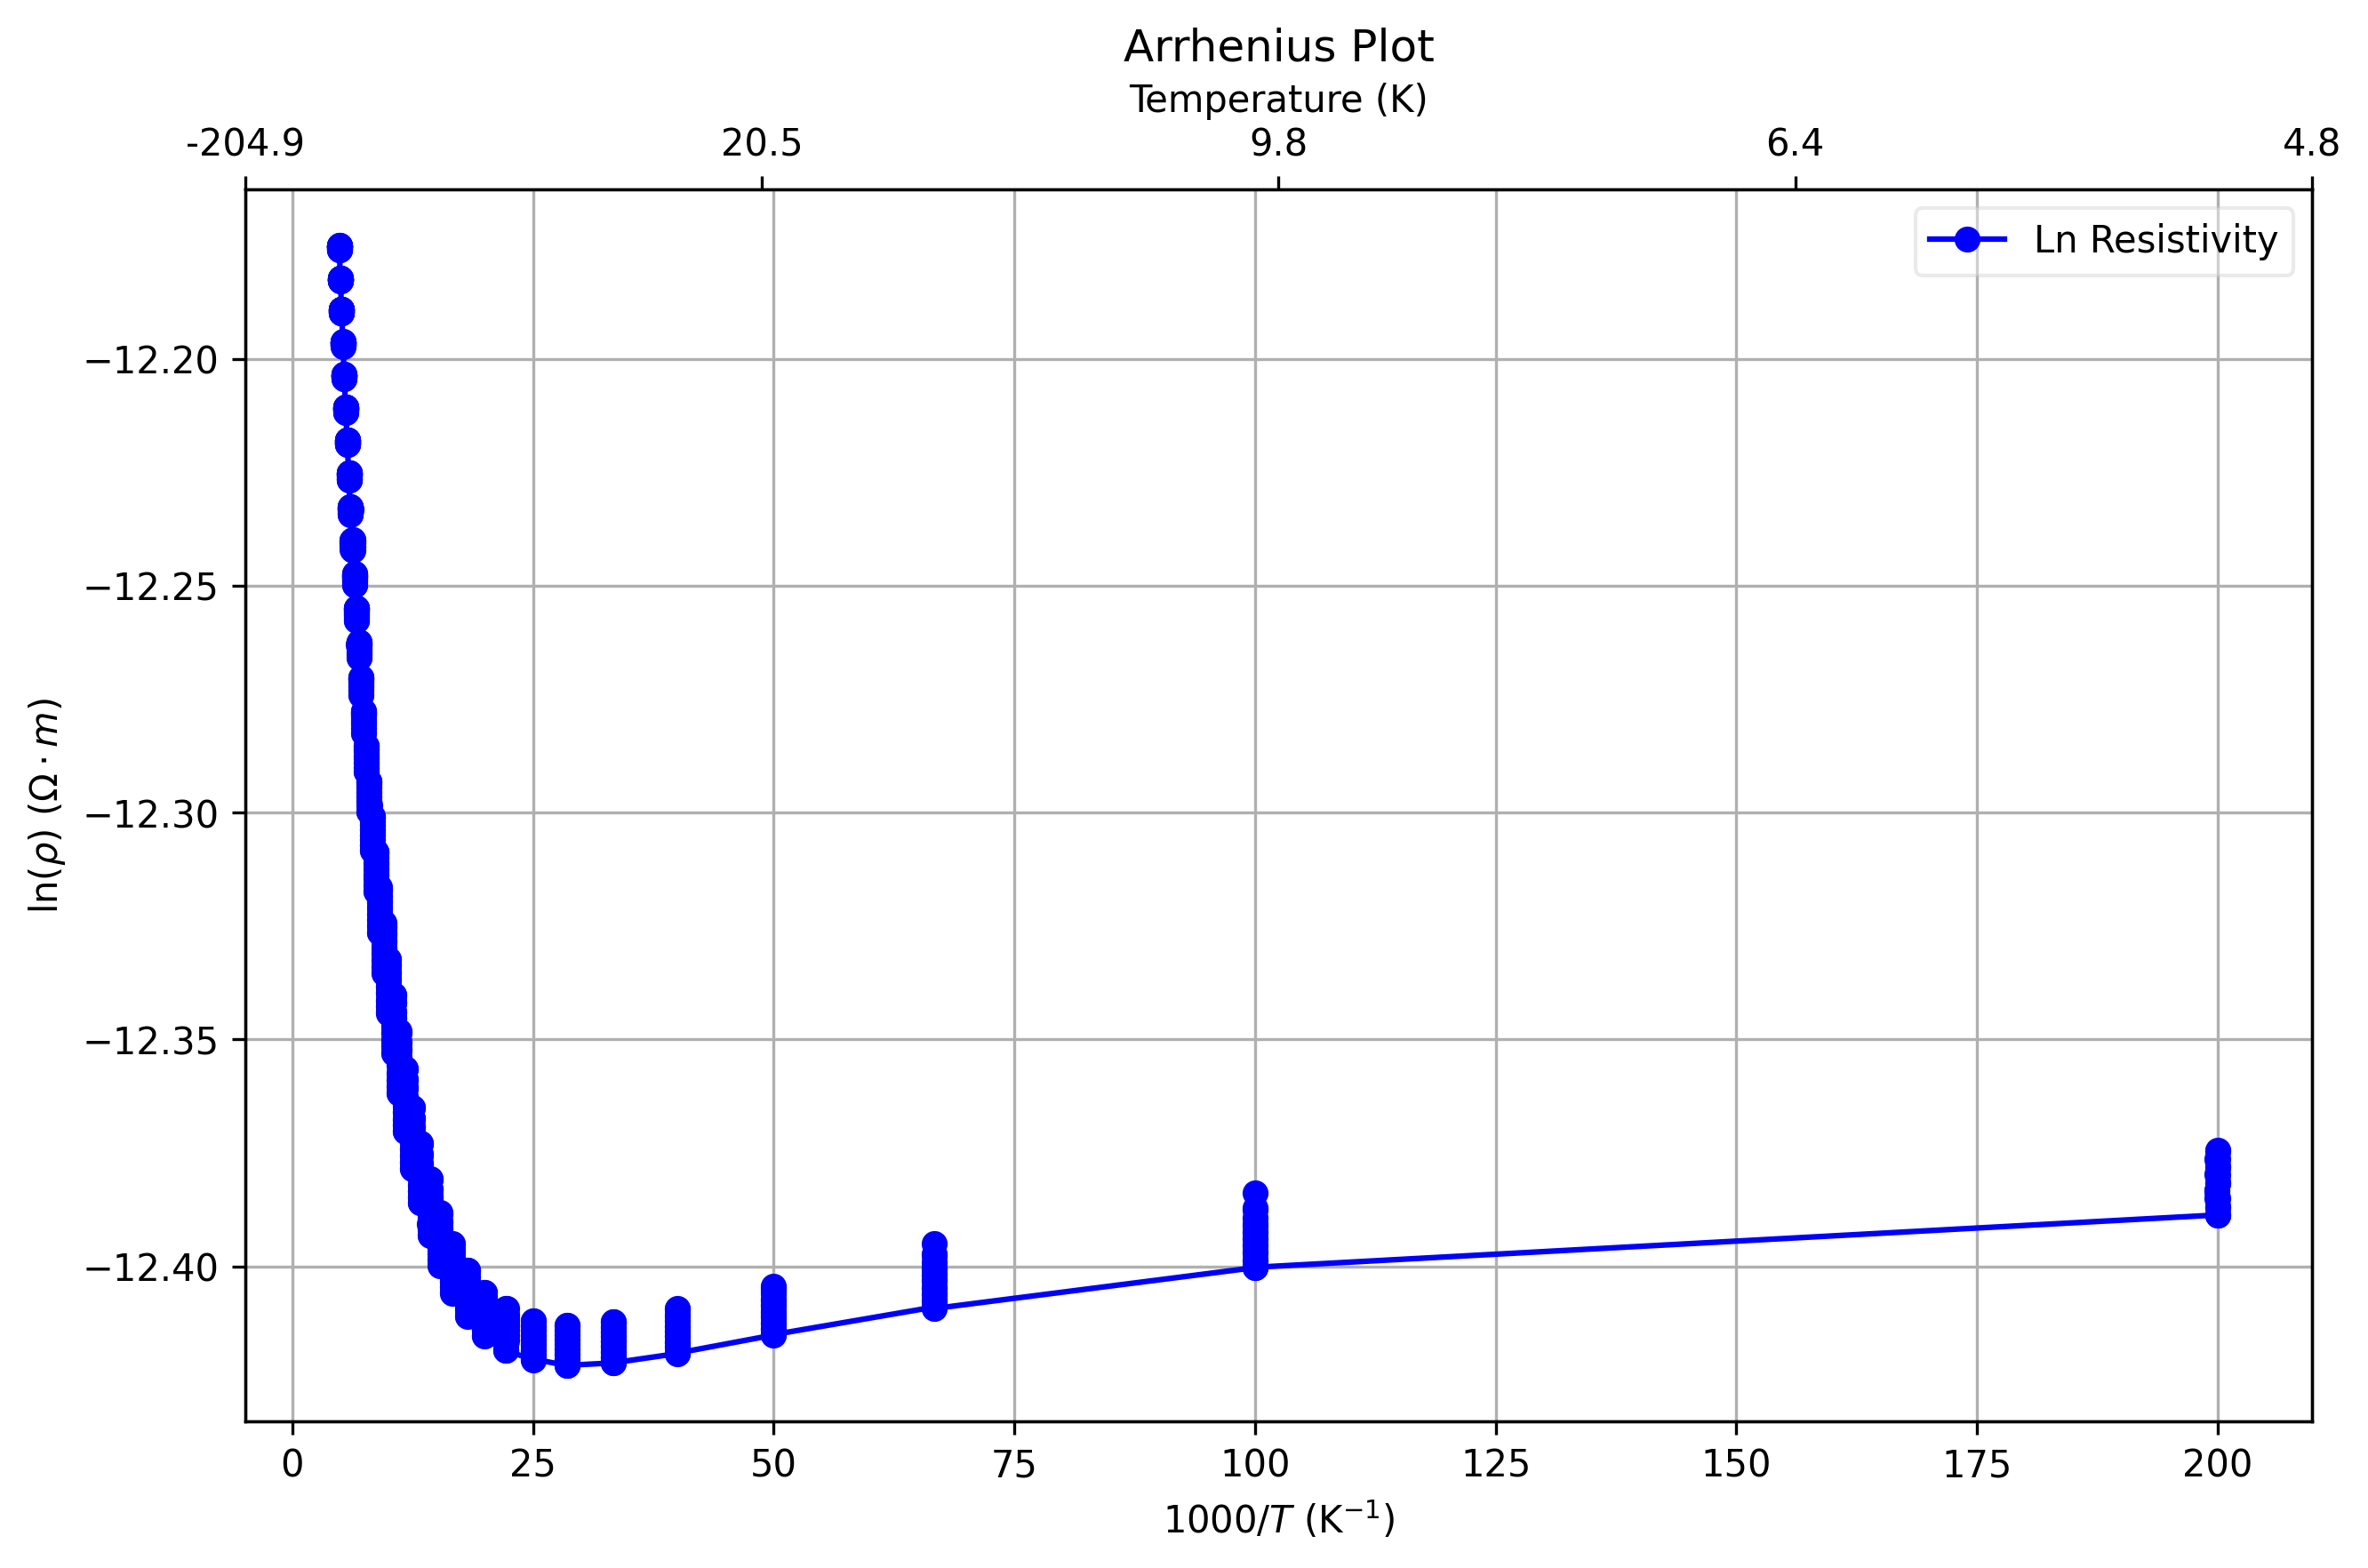 Arrhenius Plot
Temperature (K)
-204.9 20.5 9.8 6.4 4.8
Ln Resistivity
−12.20
−12.25
−12.30
−12.35
−12.40
ln(ρ) (Ω · m)
0 25 50 75 100 125 150 175 200
1000/T (K⁻¹)